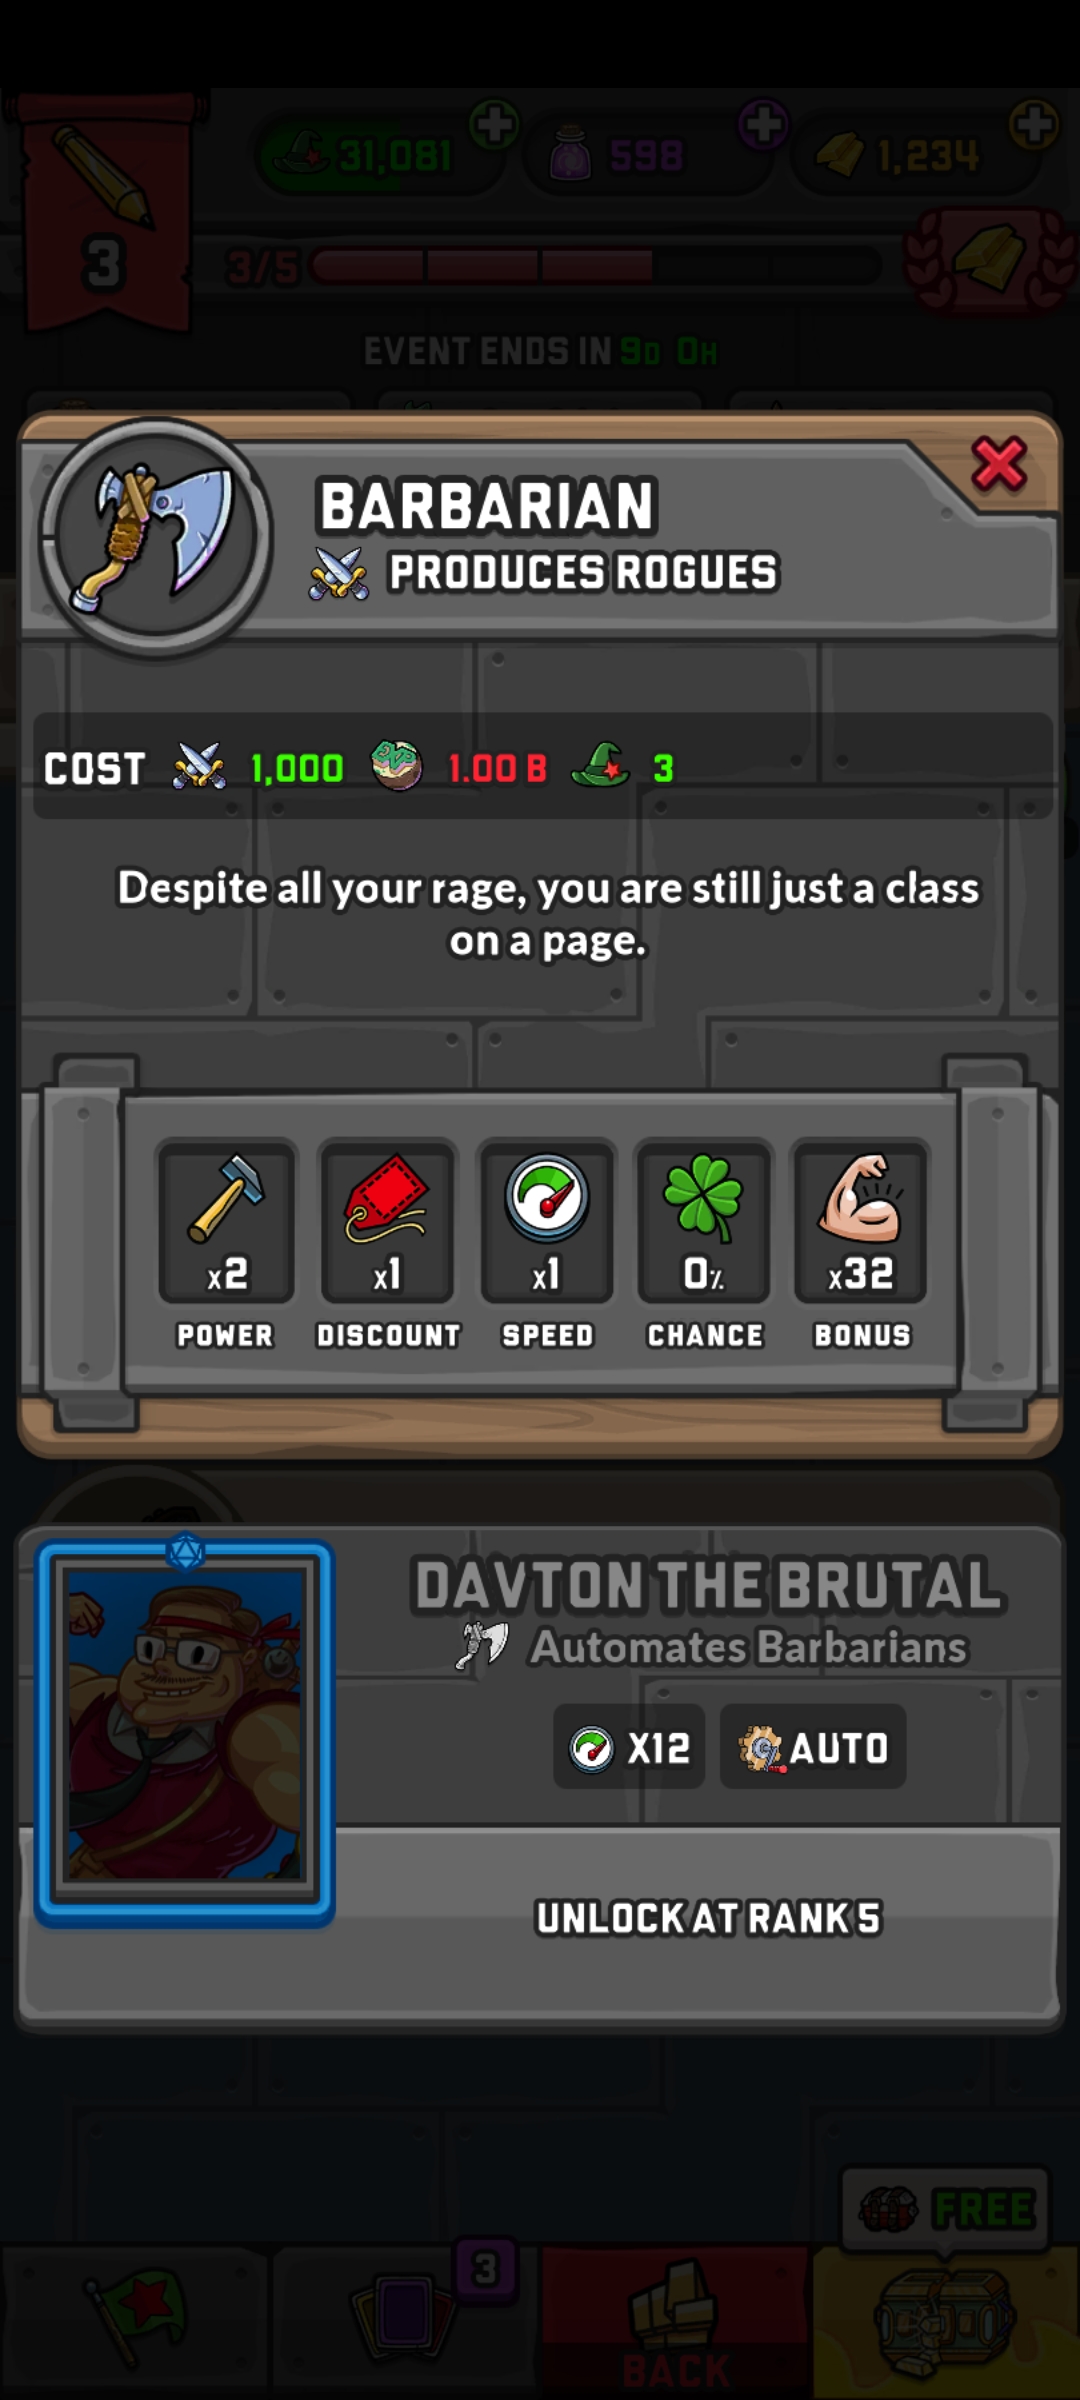 31,081
598
1,234
3
3/5
EVENT ENDS IN 9D 0H
BARBARIAN
PRODUCES ROGUES
COST 1,000 1.00 B 3
Despite all your rage, you are still just a class
on a page.
x2 x1 x1 0% x32
POWER DISCOUNT SPEED CHANCE BONUS
DAVTON THE BRUTAL
Automates Barbarians
X12 AUTO
UNLOCK AT RANK 5
FREE
3
BACK